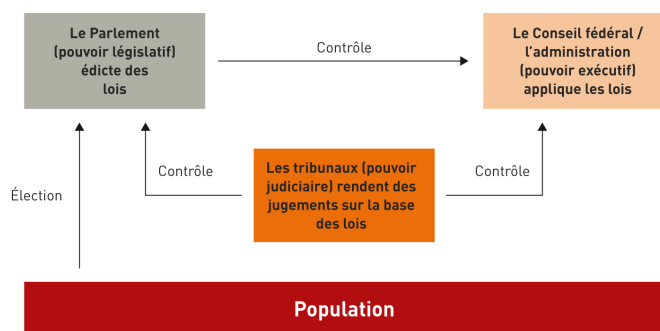 Le Parlement
(pouvoir législatif)
édicte des
lois
Contrôle
Le Conseil fédéral /
l'administration
(pouvoir exécutif)
applique les lois
Élection
Contrôle
Les tribunaux (pouvoir
judiciaire) rendent des
jugements sur la base
des lois
Contrôle
Population